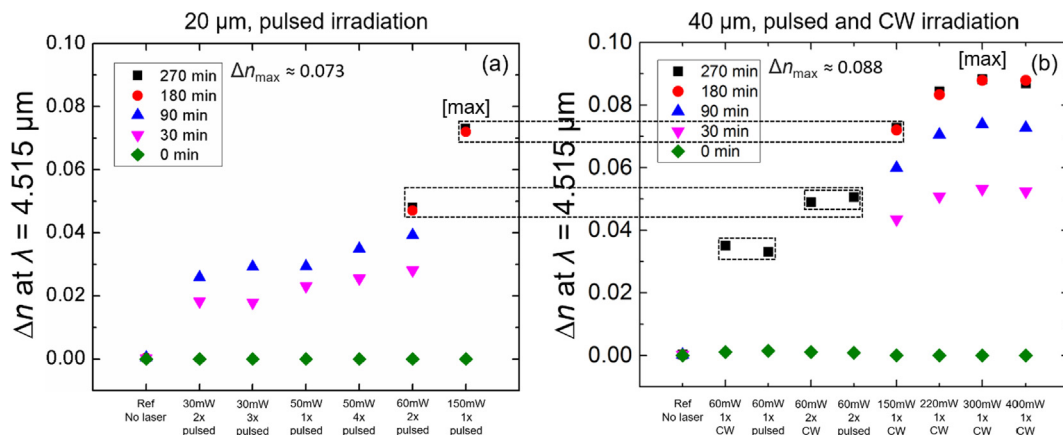 20 μm, pulsed irradiation
Δn at λ = 4.515 μm
0.10
0.08
0.06
0.04
0.02
0.00
270 min
180 min
90 min
30 min
0 min
Δnmax ≈ 0.073
(a)
[max]
Ref
No laser
30mW
2x
pulsed
30mW
3x
pulsed
50mW
1x
pulsed
50mW
4x
pulsed
60mW
2x
pulsed
150mW
1x
pulsed
40 μm, pulsed and CW irradiation
Δn at λ = 4.515 μm
0.10
0.08
0.06
0.04
0.02
0.00
270 min
180 min
90 min
30 min
0 min
Δnmax ≈ 0.088
[max]
(b)
Ref
No laser
60mW
1x
CW
60mW
1x
pulsed
60mW
2x
CW
60mW
2x
pulsed
150mW
1x
CW
220mW
1x
CW
300mW
1x
CW
400mW
1x
CW